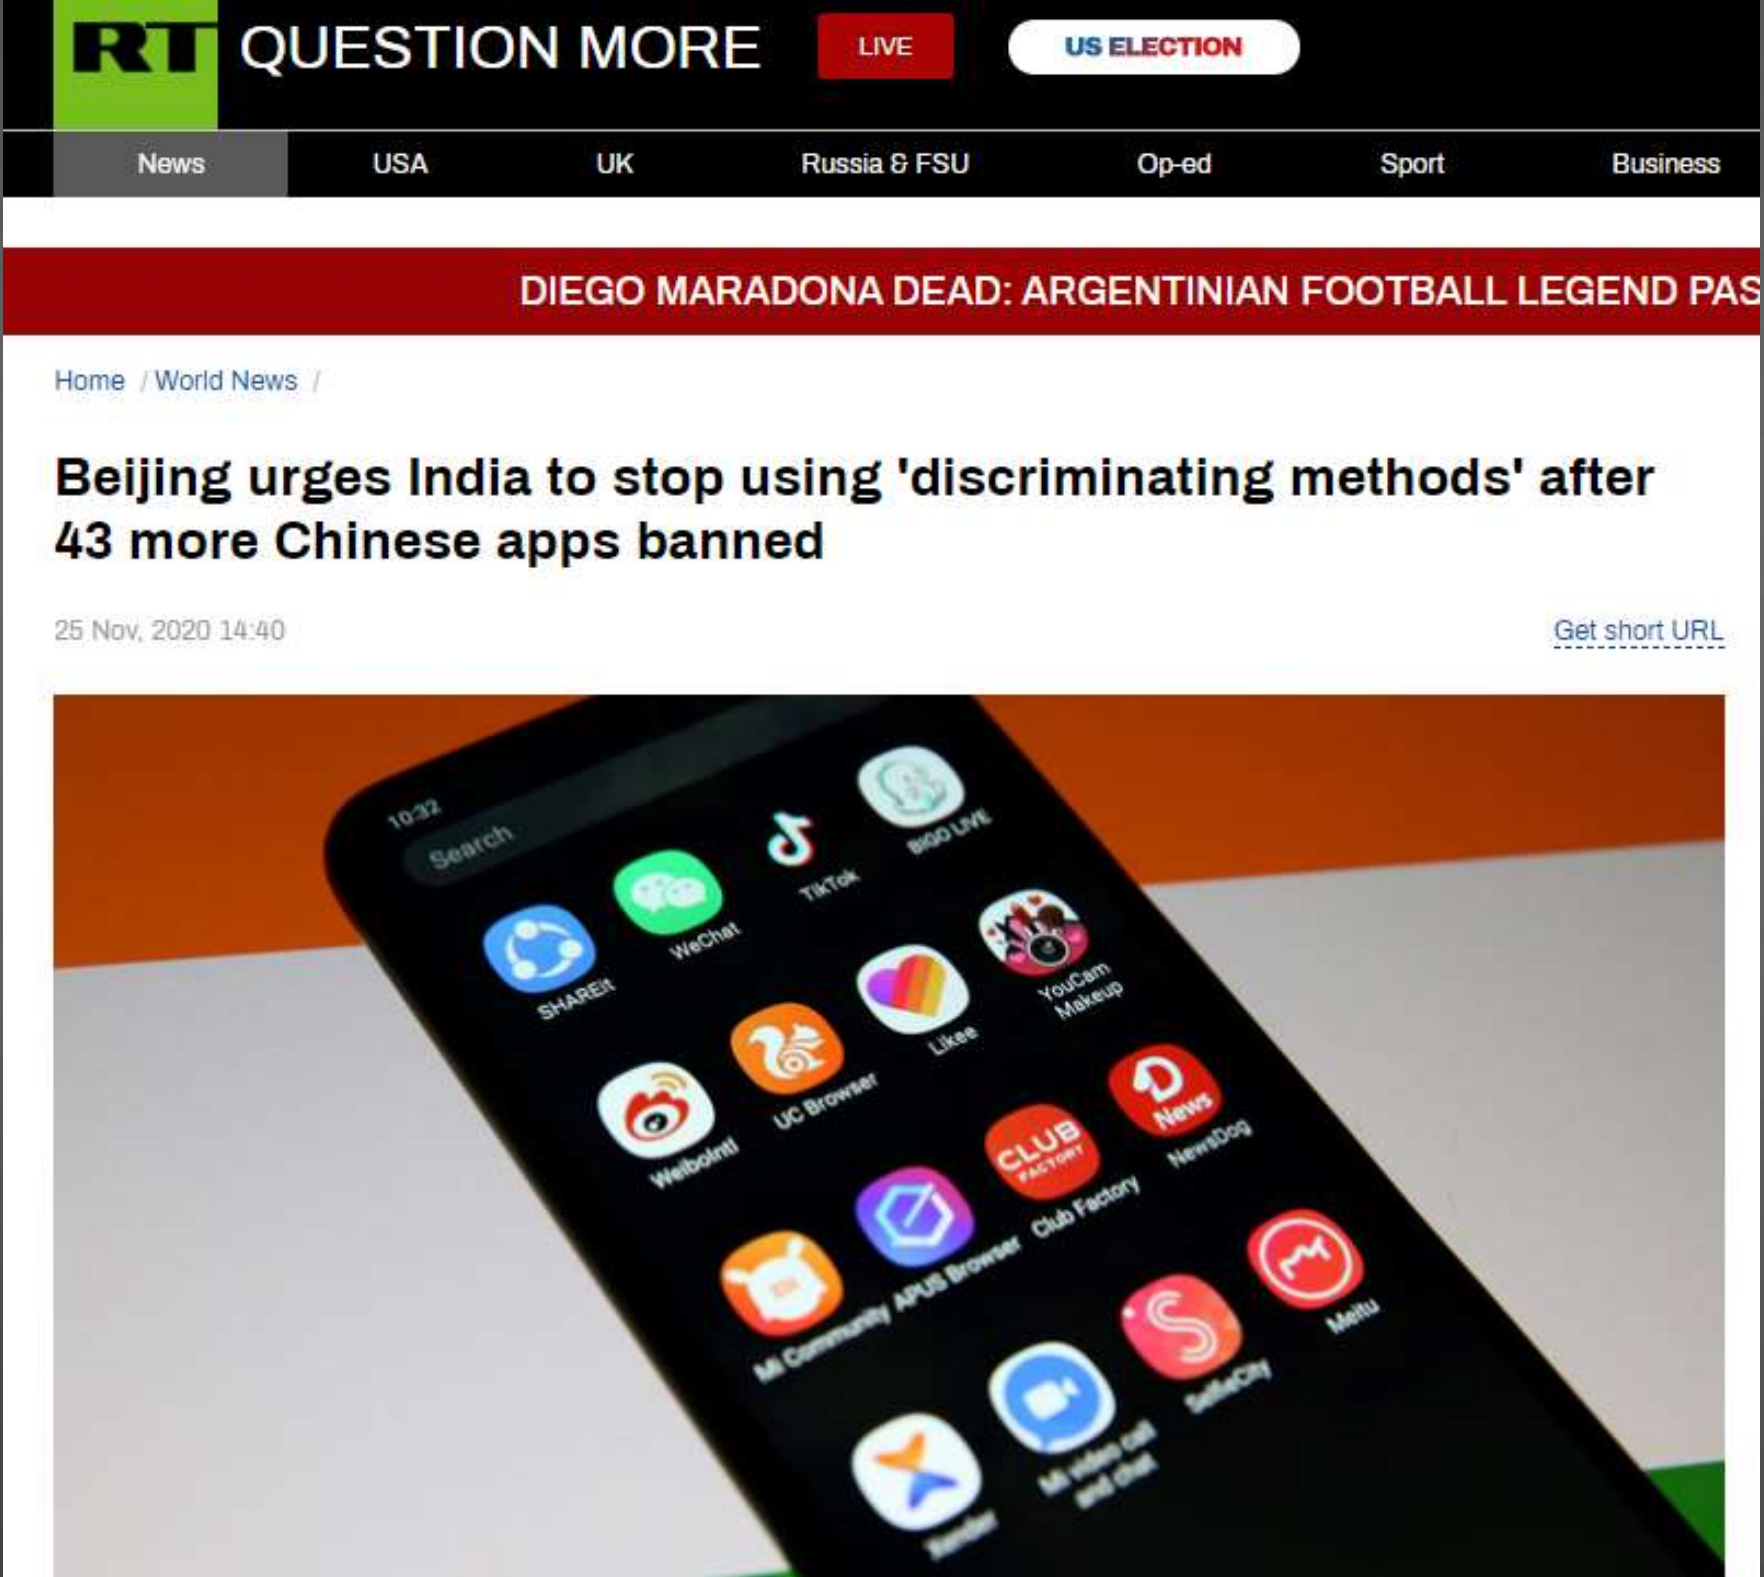 RT QUESTION MORE LIVE US ELECTION
News USA UK Russia & FSU Op-ed Sport Business
DIEGO MARADONA DEAD: ARGENTINIAN FOOTBALL LEGEND PAS
Home / World News /
Beijing urges India to stop using 'discriminating methods' after
43 more Chinese apps banned
25 Nov, 2020 14:40 Get short URL
10:32
Search
SHAREit WeChat TikTok BIGO LIVE
WeiboIntl UC Browser Likee YouCam
Makeup
Mi Community APUS Browser Club Factory NewsDog
CLUB
FACTORY
News
Xender Mi video call
and chat
SelfieCity Meitu